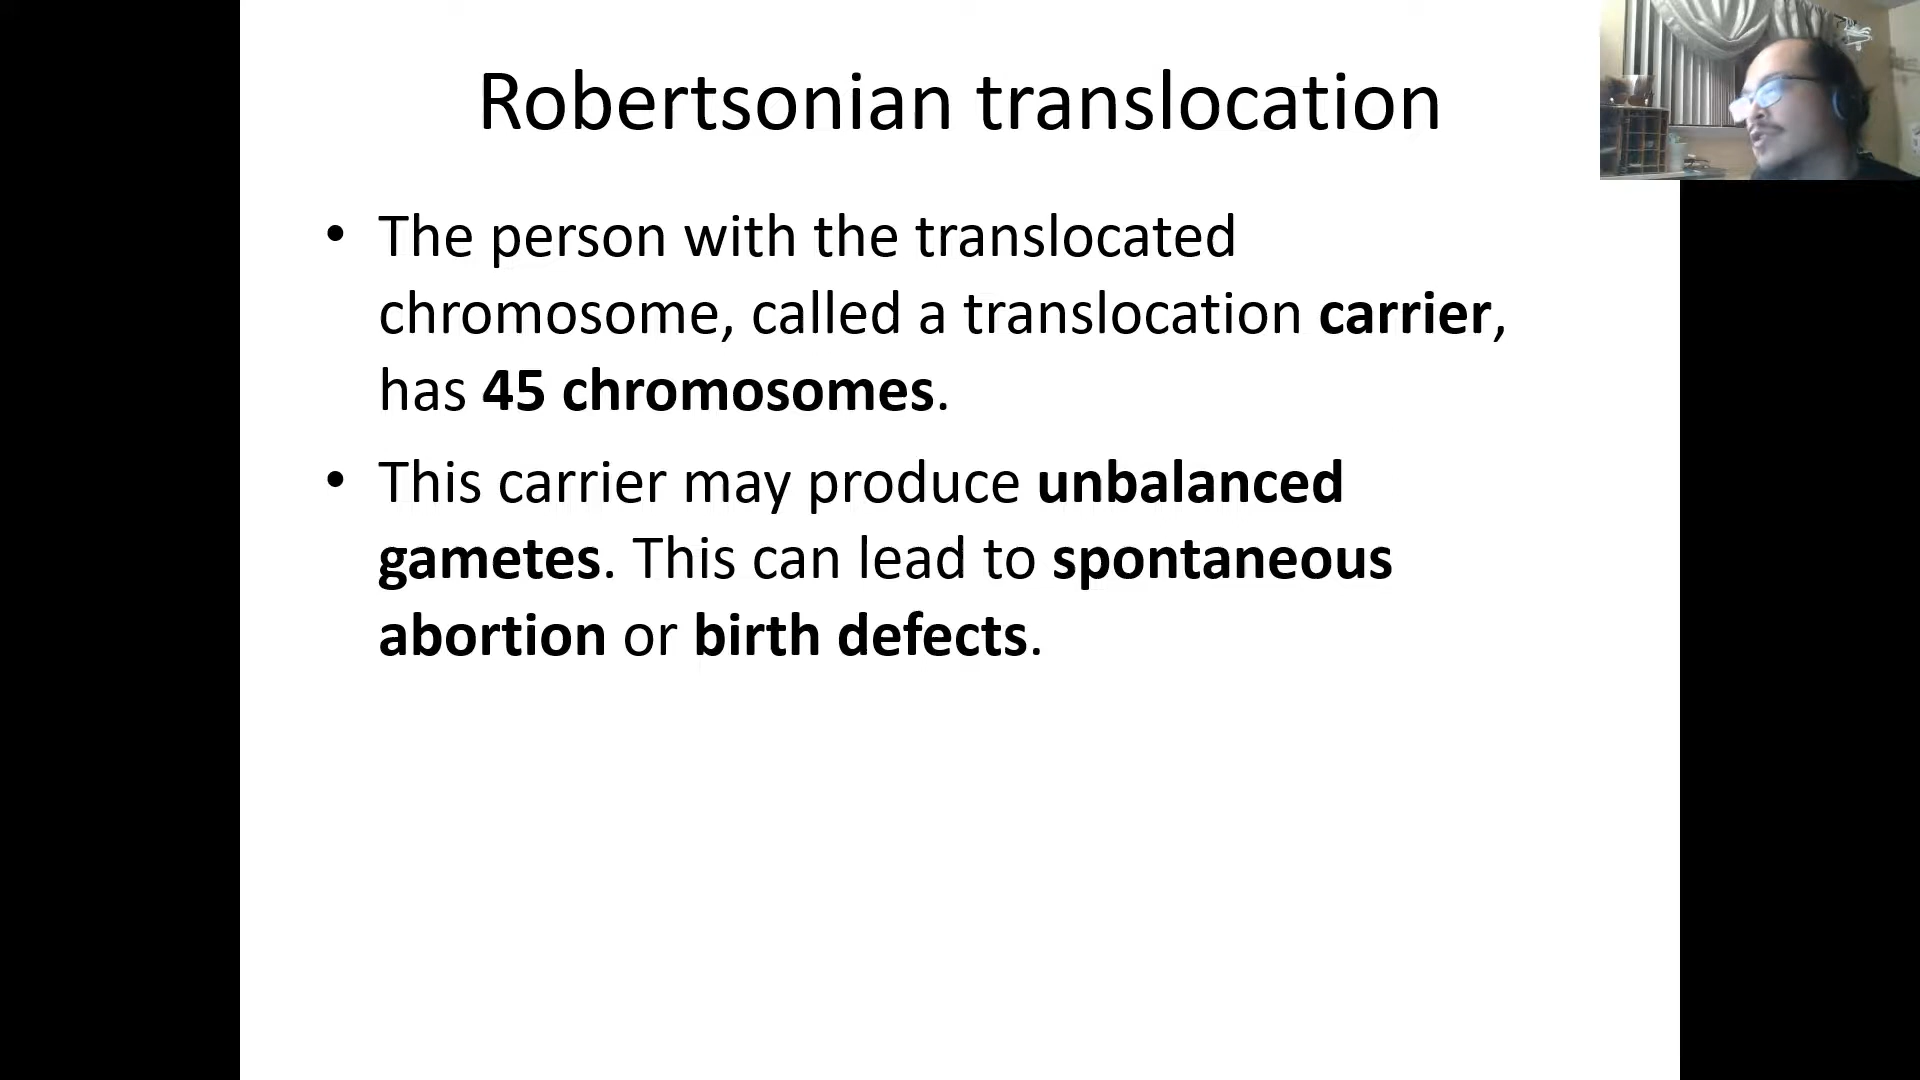 Robertsonian translocation
• The person with the translocated
chromosome, called a translocation carrier,
has 45 chromosomes.
• This carrier may produce unbalanced
gametes. This can lead to spontaneous
abortion or birth defects.